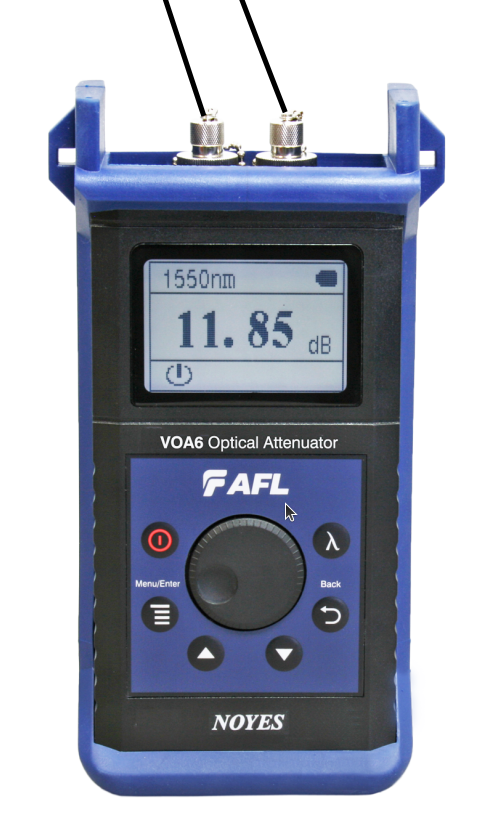 1550nm
11.85
dB
VOA6 Optical Attenuator
AFL
λ
Menu/Enter
Back
NOYES